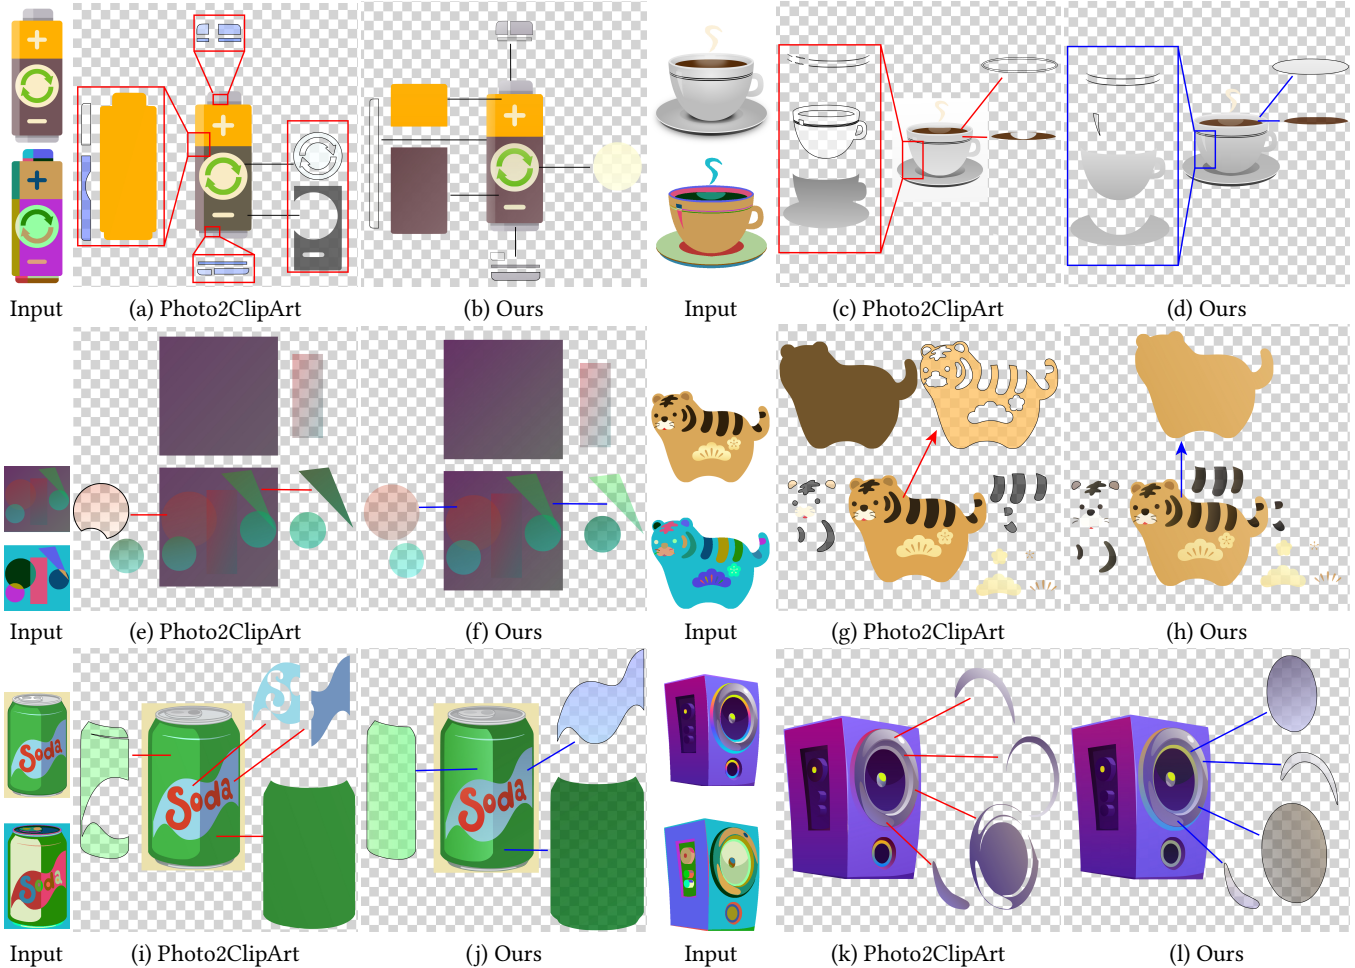 Input (a) Photo2ClipArt (b) Ours Input (c) Photo2ClipArt (d) Ours
Input (e) Photo2ClipArt (f) Ours Input (g) Photo2ClipArt (h) Ours
Soda
Soda
Soda
Soda
Input (i) Photo2ClipArt (j) Ours Input (k) Photo2ClipArt (l) Ours